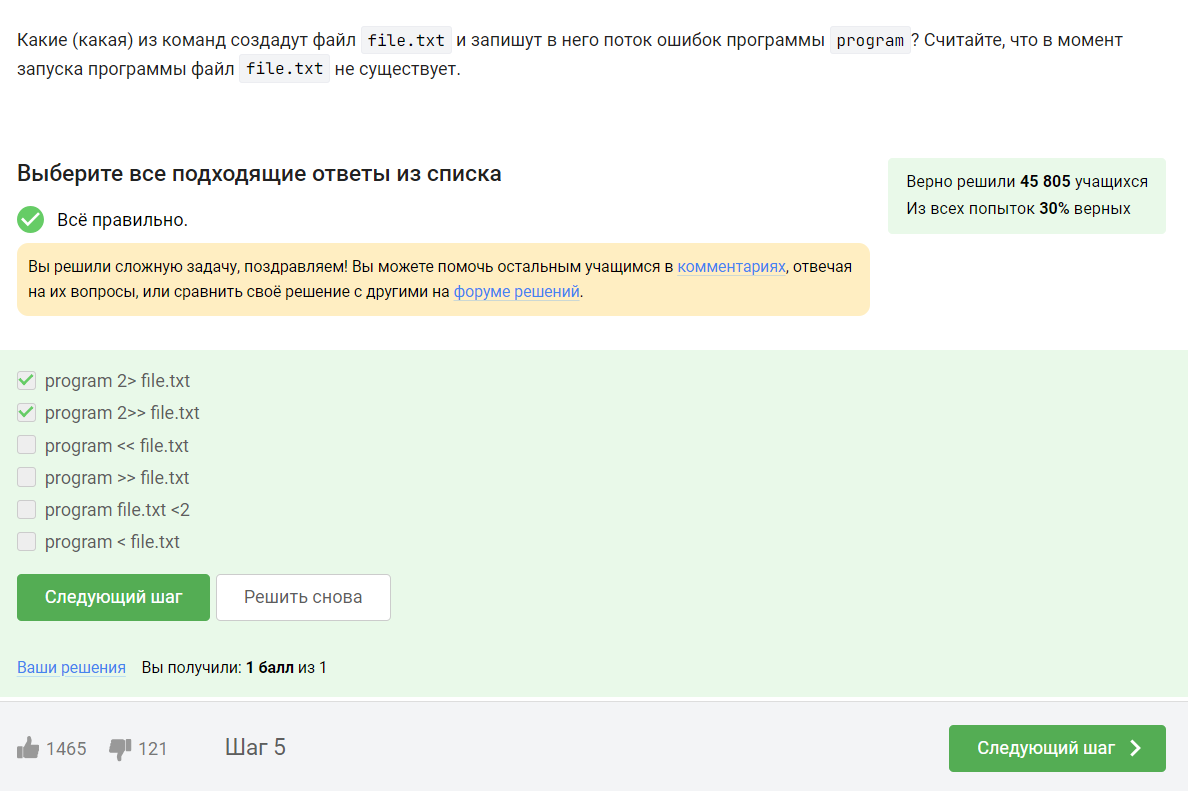 Какие (какая) из команд создадут файл file.txt и запишут в него поток ошибок программы program? Считайте, что в момент
запуска программы файл file.txt не существует.
Выберите все подходящие ответы из списка
Верно решили 45 805 учащихся
Из всех попыток 30% верных
Всё правильно.
Вы решили сложную задачу, поздравляем! Вы можете помочь остальным учащимся в комментариях, отвечая
на их вопросы, или сравнить своё решение с другими на форуме решений.
program 2> file.txt
program 2>> file.txt
program << file.txt
program >> file.txt
program file.txt <2
program < file.txt
Следующий шаг
Решить снова
Ваши решения Вы получили: 1 балл из 1
1465 121 Шаг 5 Следующий шаг